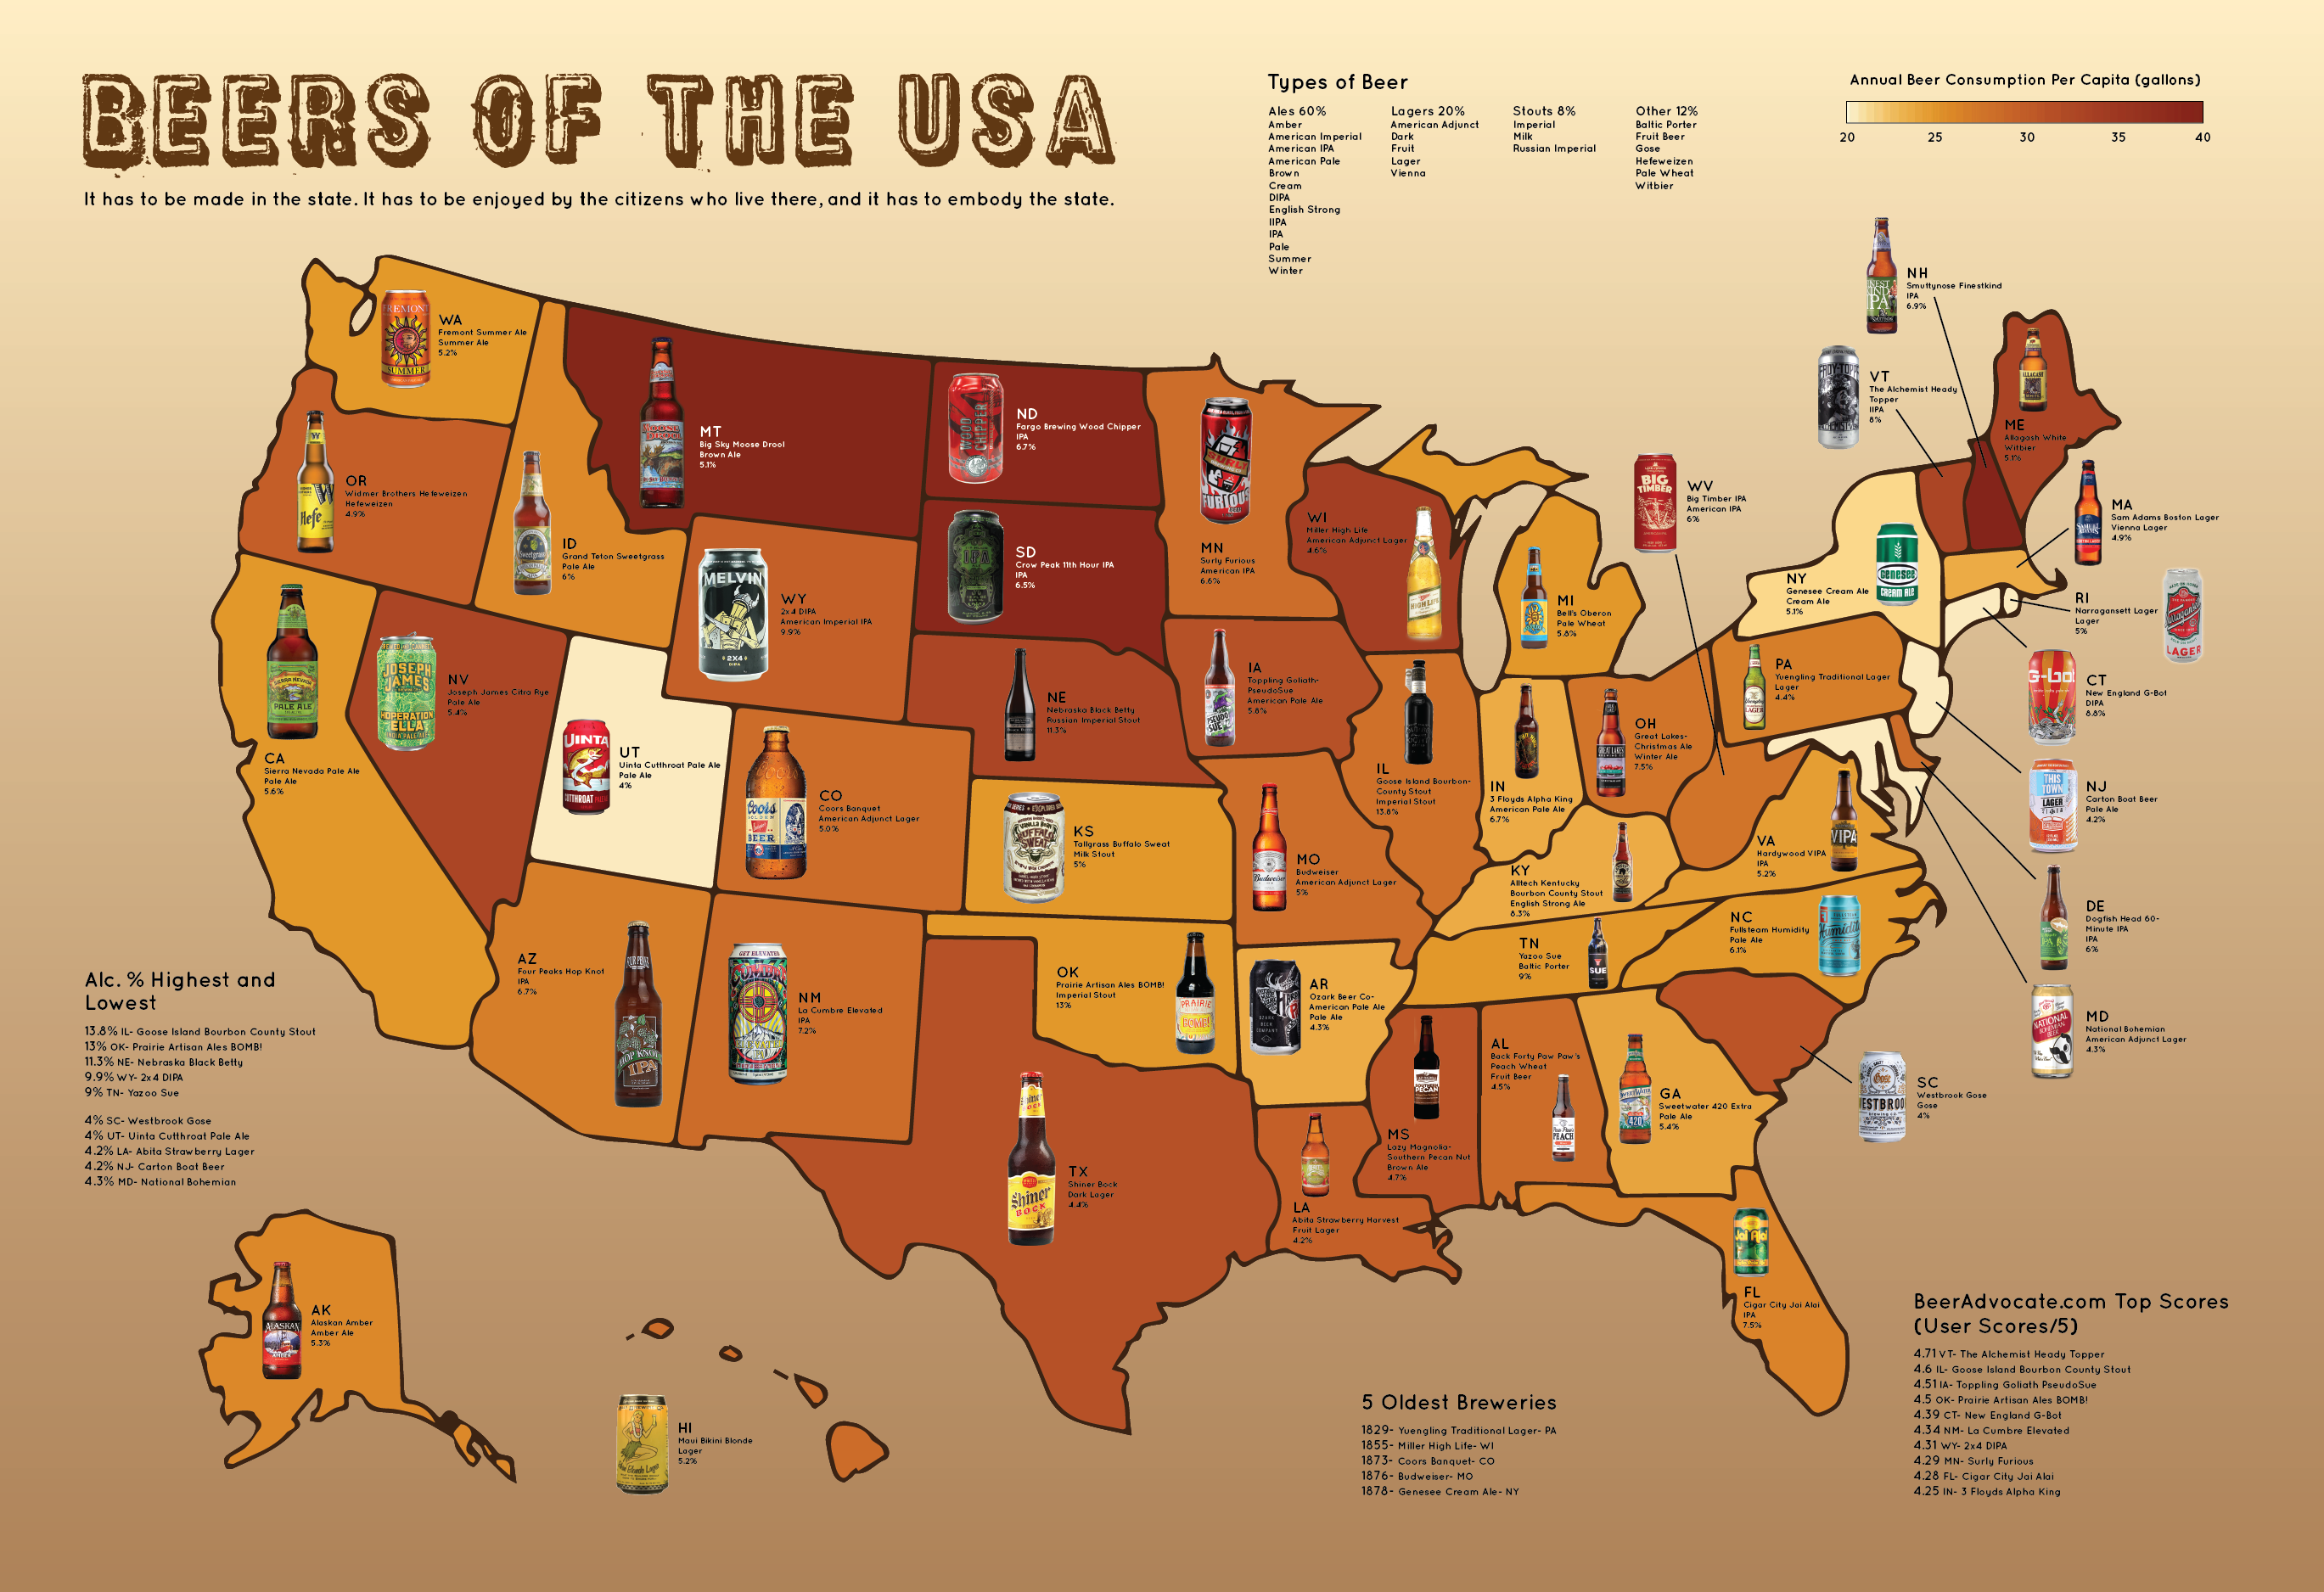 BEERS OF THE USA
It has to be made in the state. It has to be enjoyed by the citizens who live there, and it has to embody the state.
Types of Beer
Ales 60%
Amber
American Imperial
American IPA
American Pale
Brown
Cream
DIPA
English Strong
IIPA
IPA
Pale
Summer
Winter
Lagers 20%
American Adjunct
Dark
Fruit
Lager
Vienna
Stouts 8%
Imperial
Milk
Russian Imperial
Other 12%
Baltic Porter
Fruit Beer
Gose
Hefeweizen
Pale Wheat
Witbier
Annual Beer Consumption Per Capita (gallons)
20 25 30 35 40
NH
Smuttynose Finestkind
IPA
6.9%
VT
The Alchemist Heady
Topper
IIPA
8%
ME
Allagash White
Witbier
5.1%
WA
Fremont Summer Ale
Summer Ale
5.2%
OR
Widmer Brothers Hefeweizen
Hefeweizen
4.9%
ID
Grand Teton Sweetgrass
Pale Ale
6%
MT
Big Sky Moose Drool
Brown Ale
5.1%
ND
Fargo Brewing Wood Chipper
IPA
6.7%
SD
Crow Peak 11th Hour IPA
IPA
6.5%
MN
Surly Furious
American IPA
6.6%
WI
Miller High Life
American Adjunct Lager
4.6%
MI
Bell's Oberon
Pale Wheat
5.8%
WV
Big Timber IPA
American IPA
6%
NY
Genesee Cream Ale
Cream Ale
5.1%
MA
Sam Adams Boston Lager
Vienna Lager
4.9%
RI
Narragansett Lager
Lager
5%
CT
New England G-Bot
DIPA
8.8%
NJ
Carton Boat Beer
Pale Ale
4.2%
DE
Dogfish Head 60-
Minute IPA
IPA
6%
MD
National Bohemian
American Adjunct Lager
4.3%
PA
Yuengling Traditional Lager
Lager
4.4%
CA
Sierra Nevada Pale Ale
Pale Ale
5.6%
NV
Joseph James Citra Rye
Pale Ale
5.4%
UT
Uinta Cutthroat Pale Ale
Pale Ale
4%
WY
2x4 DIPA
American Imperial IPA
9.9%
CO
Coors Banquet
American Adjunct Lager
5.0%
NE
Nebraska Black Betty
Russian Imperial Stout
11.3%
KS
Tallgrass Buffalo Sweat
Milk Stout
5%
IA
Toppling Goliath-
PseudoSue
American Pale Ale
5.8%
MO
Budweiser
American Adjunct Lager
5%
IL
Goose Island Bourbon-
County Stout
Imperial Stout
13.8%
IN
3 Floyds Alpha King
American Pale Ale
6.7%
OH
Great Lakes-
Christmas Ale
Winter Ale
7.5%
KY
Alltech Kentucky
Bourbon County Stout
English Strong Ale
8.3%
VA
Hardywood VIPA
IPA
5.2%
NC
Fullsteam Humidity
Pale Ale
6.1%
TN
Yazoo Sue
Baltic Porter
9%
SC
Westbrook Gose
Gose
4%
GA
Sweetwater 420 Extra
Pale Ale
5.4%
AL
Back Forty Paw Paw's
Peach Wheat
Fruit Beer
4.5%
MS
Lazy Magnolia-
Southern Pecan Nut
Brown Ale
4.7%
LA
Abita Strawberry Harvest
Fruit Lager
4.2%
AR
Ozark Beer Co-
American Pale Ale
Pale Ale
4.3%
OK
Prairie Artisan Ales BOMB!
Imperial Stout
13%
TX
Shiner Bock
Dark Lager
4.4%
NM
La Cumbre Elevated
IPA
7.2%
AZ
Four Peaks Hop Knot
IPA
6.7%
FL
Cigar City Jai Alai
IPA
7.5%
AK
Alaskan Amber
Amber Ale
5.3%
HI
Maui Bikini Blonde
Lager
5.2%
Alc. % Highest and
Lowest
13.8% IL- Goose Island Bourbon County Stout
13% OK- Prairie Artisan Ales BOMB!
11.3% NE- Nebraska Black Betty
9.9% WY- 2x4 DIPA
9% TN- Yazoo Sue
4% SC- Westbrook Gose
4% UT- Uinta Cutthroat Pale Ale
4.2% LA- Abita Strawberry Lager
4.2% NJ- Carton Boat Beer
4.3% MD- National Bohemian
5 Oldest Breweries
1829- Yuengling Traditional Lager- PA
1855- Miller High Life- WI
1873- Coors Banquet- CO
1876- Budweiser- MO
1878- Genesee Cream Ale- NY
BeerAdvocate.com Top Scores
(User Scores/5)
4.71 VT- The Alchemist Heady Topper
4.6 IL- Goose Island Bourbon County Stout
4.51 IA- Toppling Goliath PseudoSue
4.5 OK- Prairie Artisan Ales BOMB!
4.39 CT- New England G-Bot
4.34 NM- La Cumbre Elevated
4.31 WY- 2x4 DIPA
4.29 MN- Surly Furious
4.28 FL- Cigar City Jai Alai
4.25 IN- 3 Floyds Alpha King